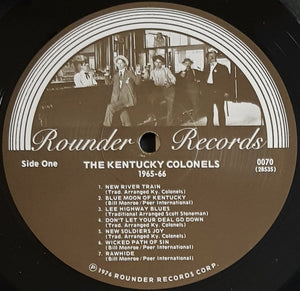 Rounder Records
Side One
THE KENTUCKY COLONELS
1965-66
0070
(2BS35)
1. NEW RIVER TRAIN
(Trad. Arranged Ky. Colonels)
2. BLUE MOON OF KENTUCKY
(Bill Monroe/Peer International)
3. LEE HIGHWAY BLUES
(Traditional Arranged Scott Stoneman)
4. DON'T LET YOUR DEAL GO DOWN
(Trad. Arranged Ky. Colonels)
5. NEW SOLDIERS JOY
(Trad. Arranged Ky. Colonels)
6. WICKED PATH OF SIN
(Bill Monroe/Peer International)
7. RAWHIDE
(Bill Monroe/Peer International)
Ⓟ 1976 ROUNDER RECORDS CORP.